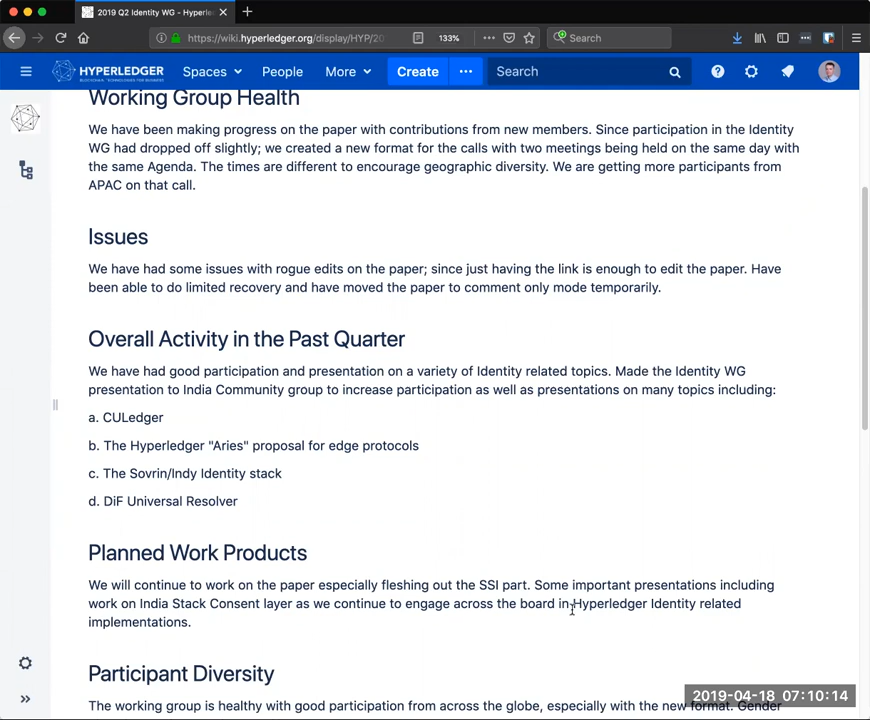 2019 Q2 Identity WG - Hyperle
https://wiki.hyperledger.org/display/HYP/20
133%
Search
HYPERLEDGER
Spaces
People
More
Create
Search
Working Group Health
We have been making progress on the paper with contributions from new members. Since participation in the Identity
WG had dropped off slightly; we created a new format for the calls with two meetings being held on the same day with
the same Agenda. The times are different to encourage geographic diversity. We are getting more participants from
APAC on that call.
Issues
We have had some issues with rogue edits on the paper; since just having the link is enough to edit the paper. Have
been able to do limited recovery and have moved the paper to comment only mode temporarily.
Overall Activity in the Past Quarter
We have had good participation and presentation on a variety of Identity related topics. Made the Identity WG
presentation to India Community group to increase participation as well as presentations on many topics including:
a. CULedger
b. The Hyperledger "Aries" proposal for edge protocols
c. The Sovrin/Indy Identity stack
d. DiF Universal Resolver
Planned Work Products
We will continue to work on the paper especially fleshing out the SSI part. Some important presentations including
work on India Stack Consent layer as we continue to engage across the board in Hyperledger Identity related
implementations.
Participant Diversity
The working group is healthy with good participation from across the globe, especially with the new format. Gender
2019-04-18 07:10:14